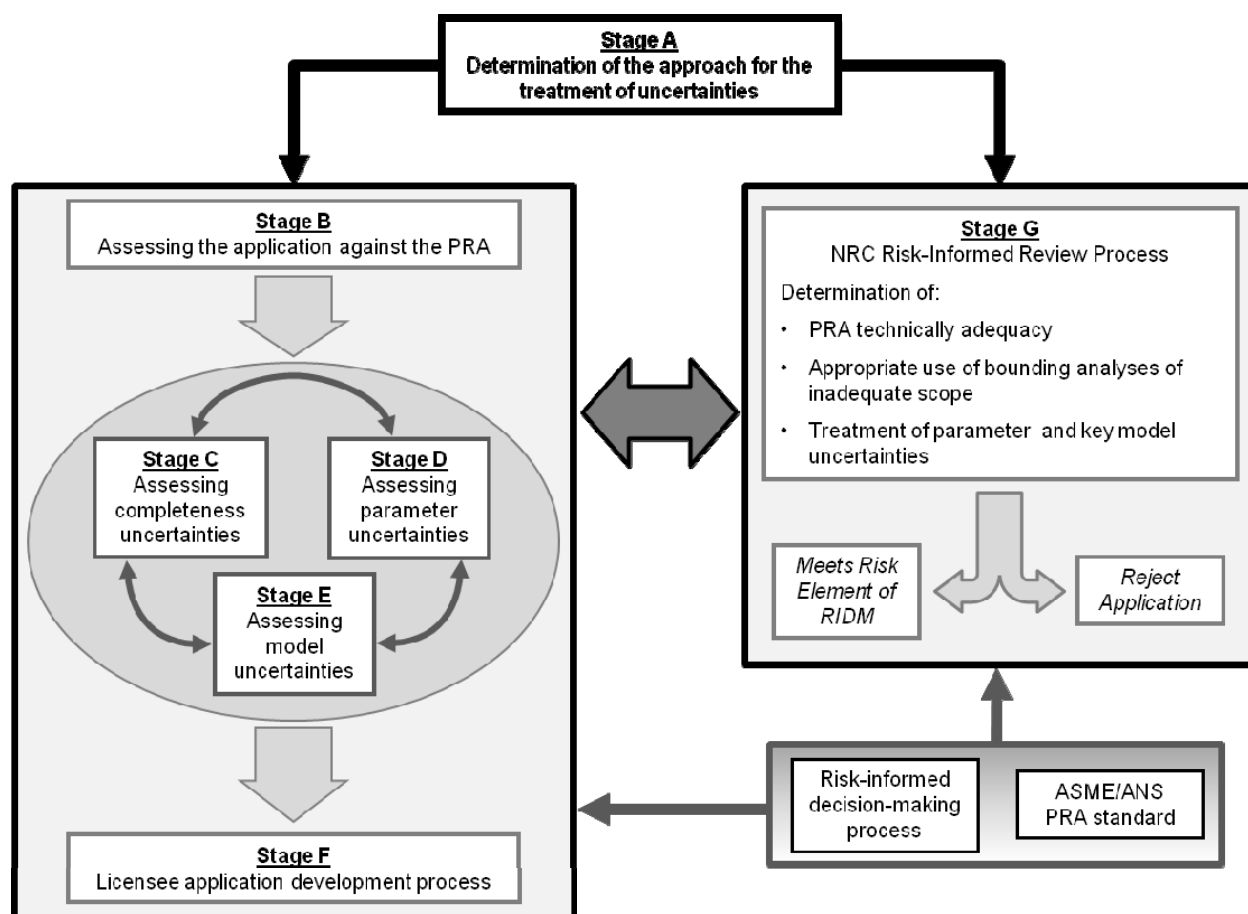 Stage A
Determination of the approach for the
treatment of uncertainties
Stage B
Assessing the application against the PRA
Stage C
Assessing
completeness
uncertainties
Stage D
Assessing
parameter
uncertainties
Stage E
Assessing
model
uncertainties
Stage F
Licensee application development process
Stage G
NRC Risk-Informed Review Process
Determination of:
• PRA technically adequacy
• Appropriate use of bounding analyses of
inadequate scope
• Treatment of parameter and key model
uncertainties
Meets Risk
Element of
RIDM
Reject
Application
Risk-informed
decision-making
process
ASME/ANS
PRA standard